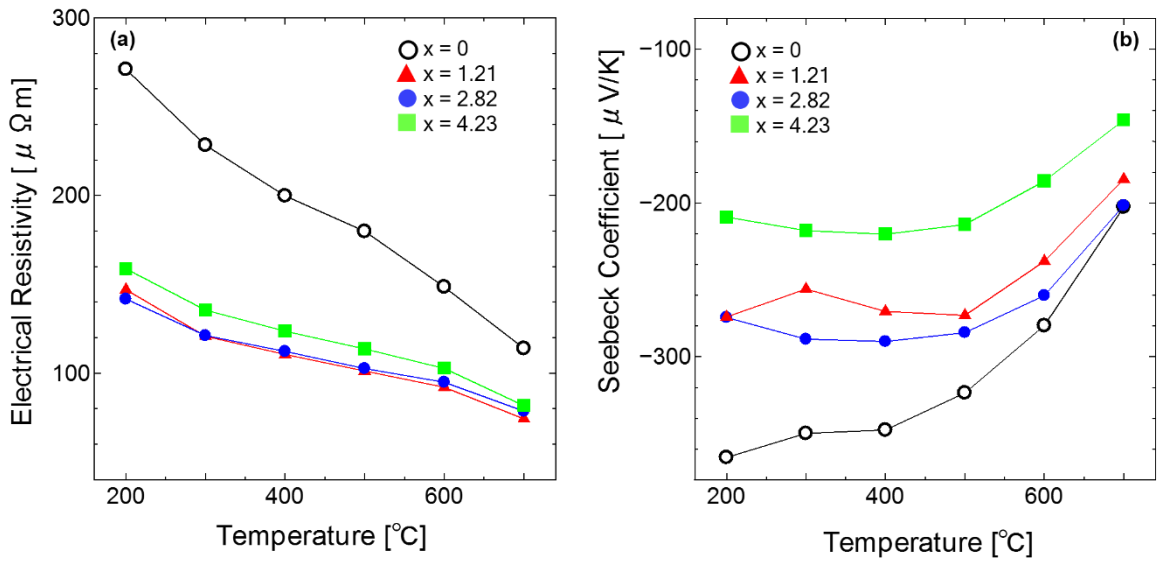 (a)
x = 0
x = 1.21
x = 2.82
x = 4.23
300
200
100
Electrical Resistivity [ μ Ω m]
200
400
600
Temperature [℃]
(b)
x = 0
x = 1.21
x = 2.82
x = 4.23
−100
−200
−300
Seebeck Coefficient [ μ V/K]
200
400
600
Temperature [℃]